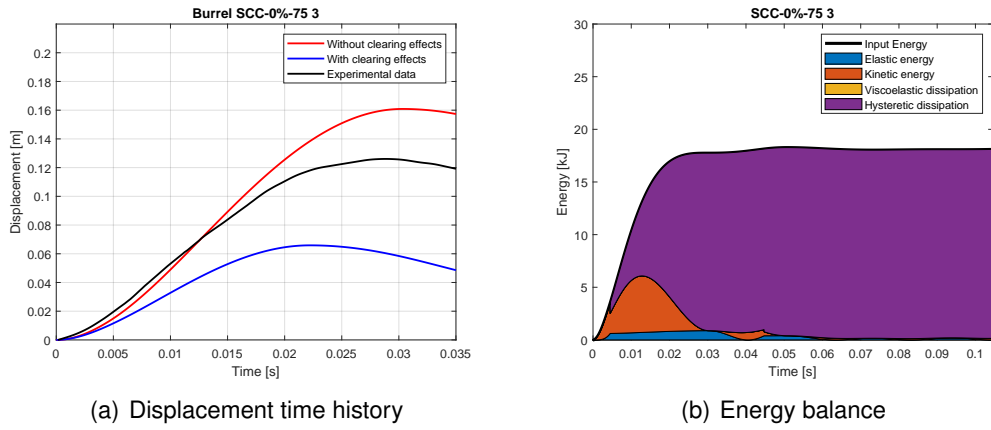 Burrel SCC-0%-75 3
0.2
0.18
0.16
0.14
0.12
0.1
0.08
0.06
0.04
0.02
0
Displacement [m]
Without clearing effects
With clearing effects
Experimental data
0 0.005 0.01 0.015 0.02 0.025 0.03 0.035
Time [s]
(a) Displacement time history
SCC-0%-75 3
30
25
20
15
10
5
0
Energy [kJ]
Input Energy
Elastic energy
Kinetic energy
Viscoelastic dissipation
Hysteretic dissipation
0 0.01 0.02 0.03 0.04 0.05 0.06 0.07 0.08 0.09 0.1
Time [s]
(b) Energy balance